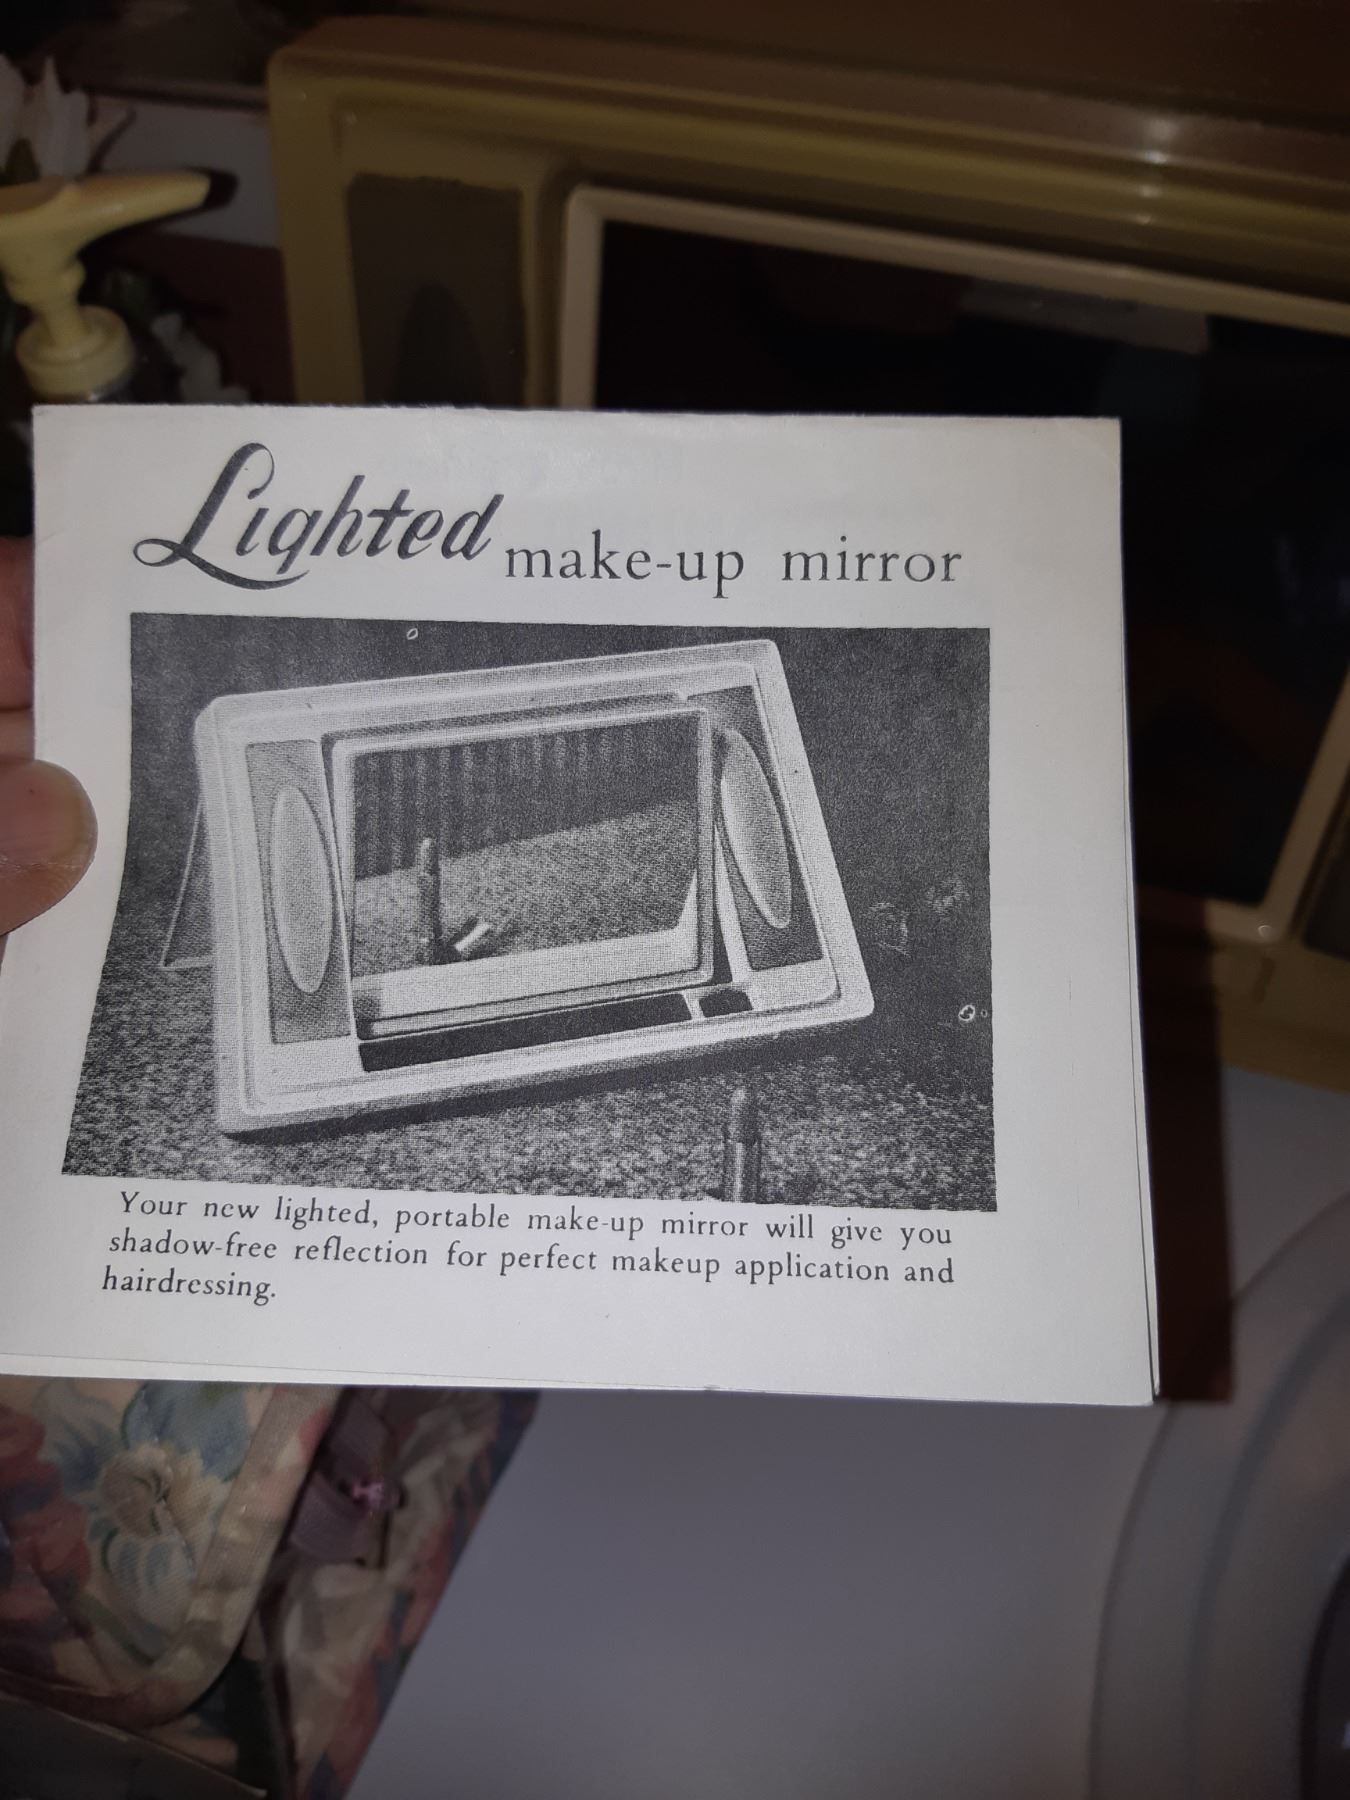 Lighted make-up mirror
Your new lighted, portable make-up mirror will give you
shadow-free reflection for perfect makeup application and
hairdressing.